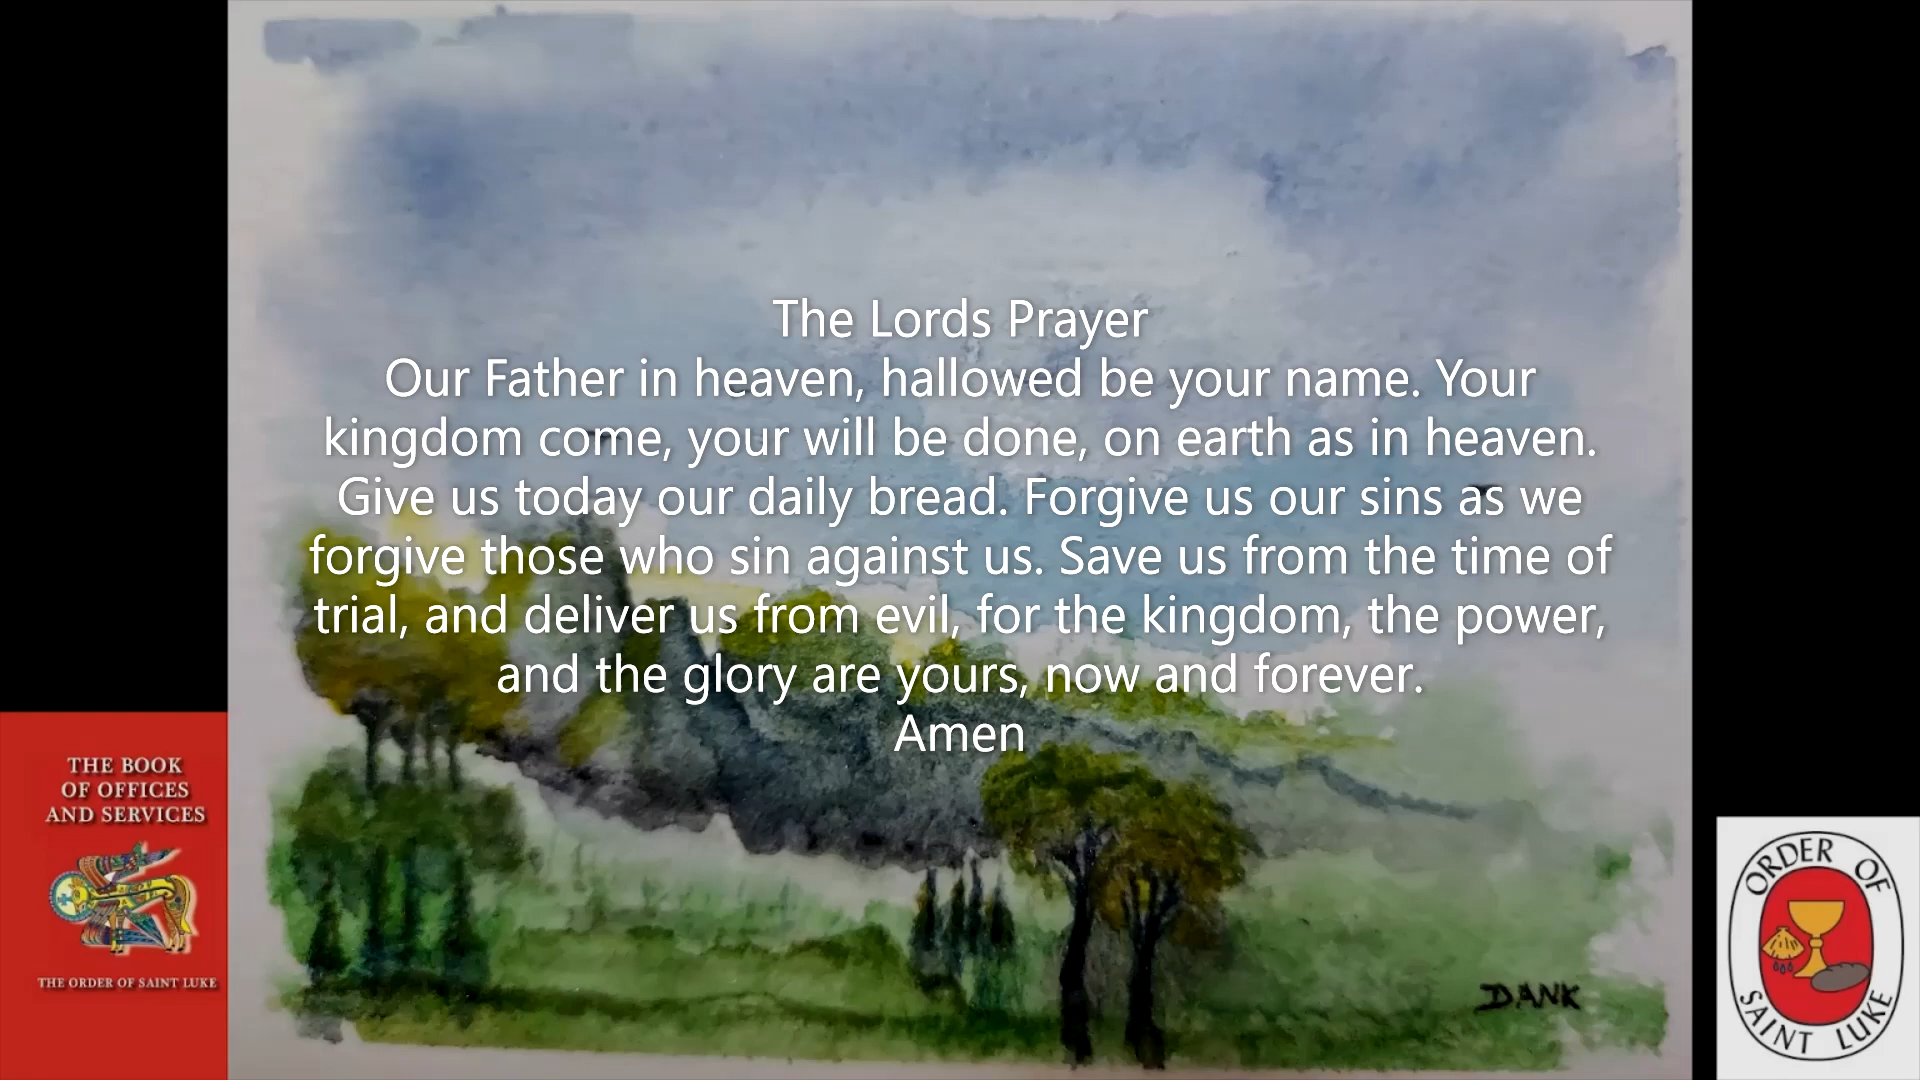 The Lords Prayer
Our Father in heaven, hallowed be your name. Your
kingdom come, your will be done, on earth as in heaven.
Give us today our daily bread. Forgive us our sins as we
forgive those who sin against us. Save us from the time of
trial, and deliver us from evil, for the kingdom, the power,
and the glory are yours, now and forever.
Amen
THE BOOK
OF OFFICES
AND SERVICES
THE ORDER OF SAINT LUKE
DANK
ORDER OF
SAINT LUKE